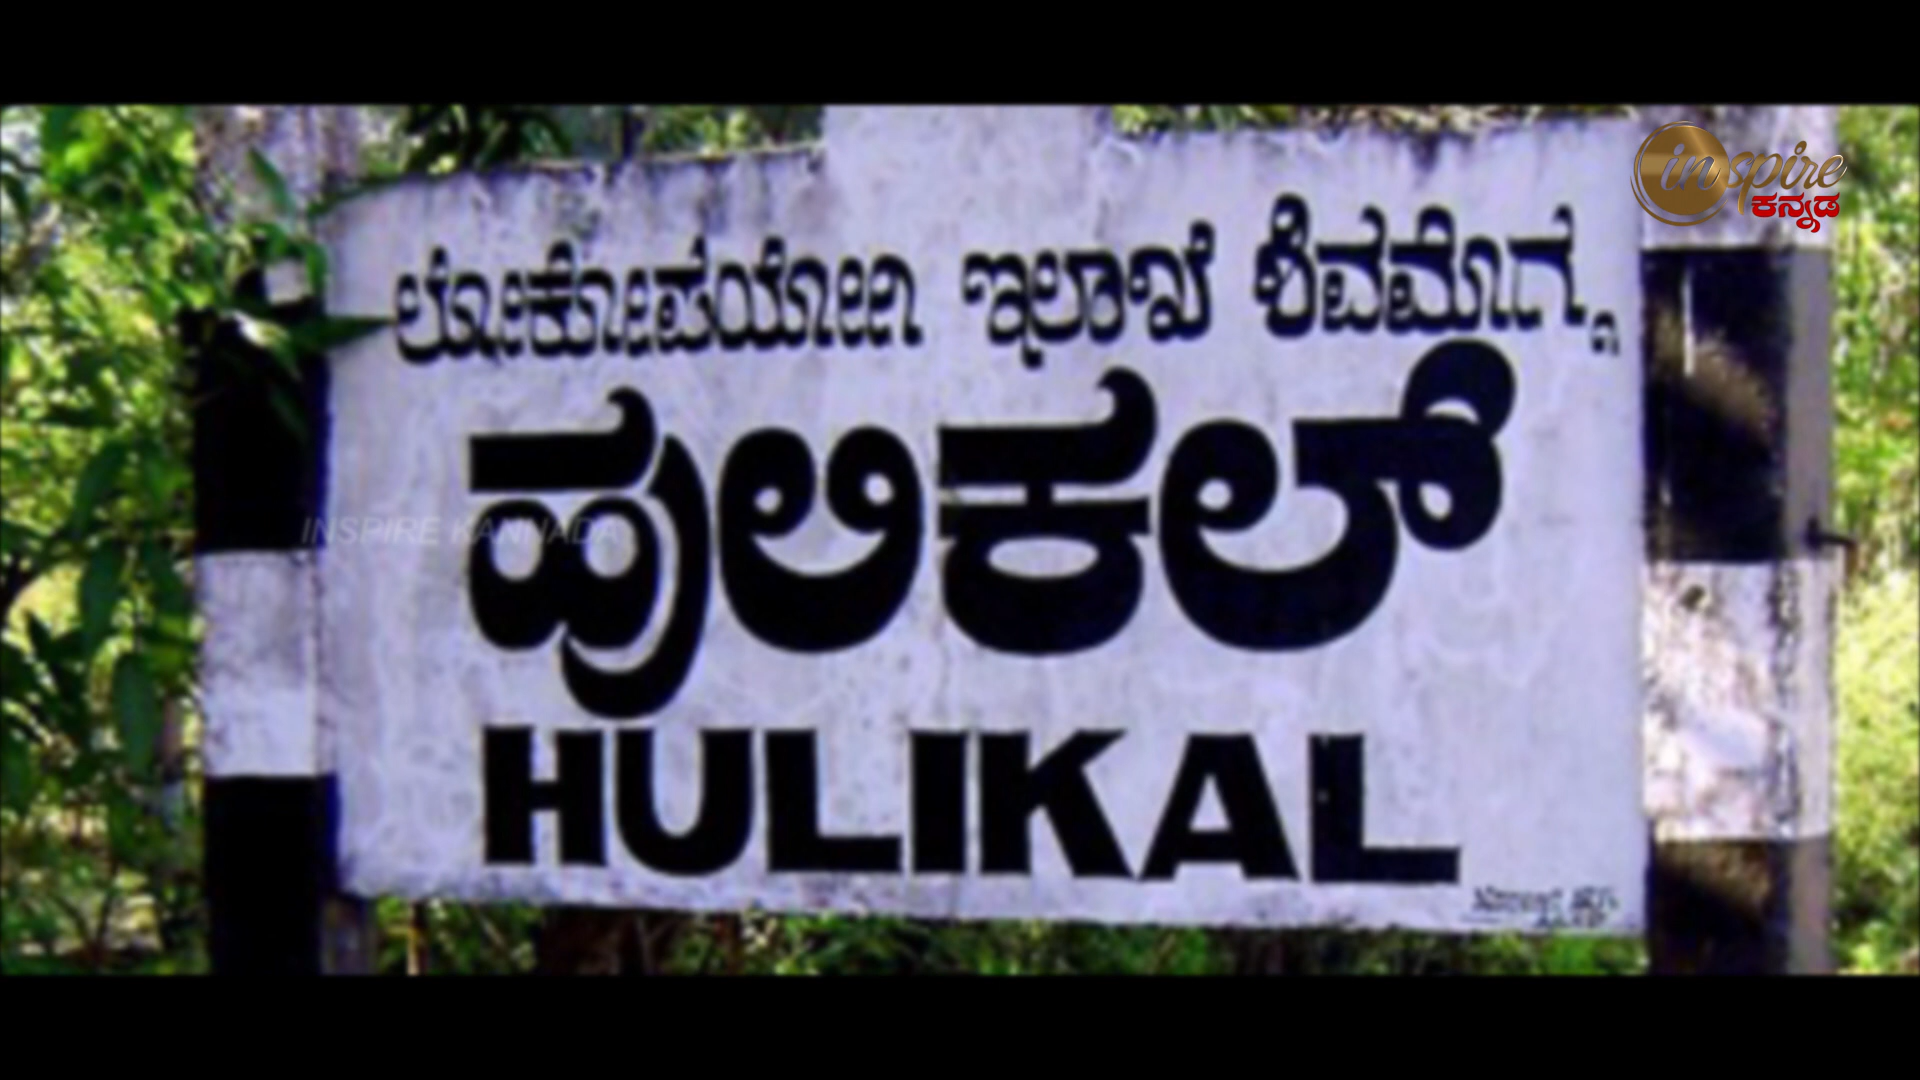 inspire
ಕನ್ನಡ
ಲೋಕೋಪಯೋಗಿ ಇಲಾಖೆ ಶಿವಮೊಗ್ಗ
ಹುಲಿಕಲ್
INSPIRE KANNADA
HULIKAL